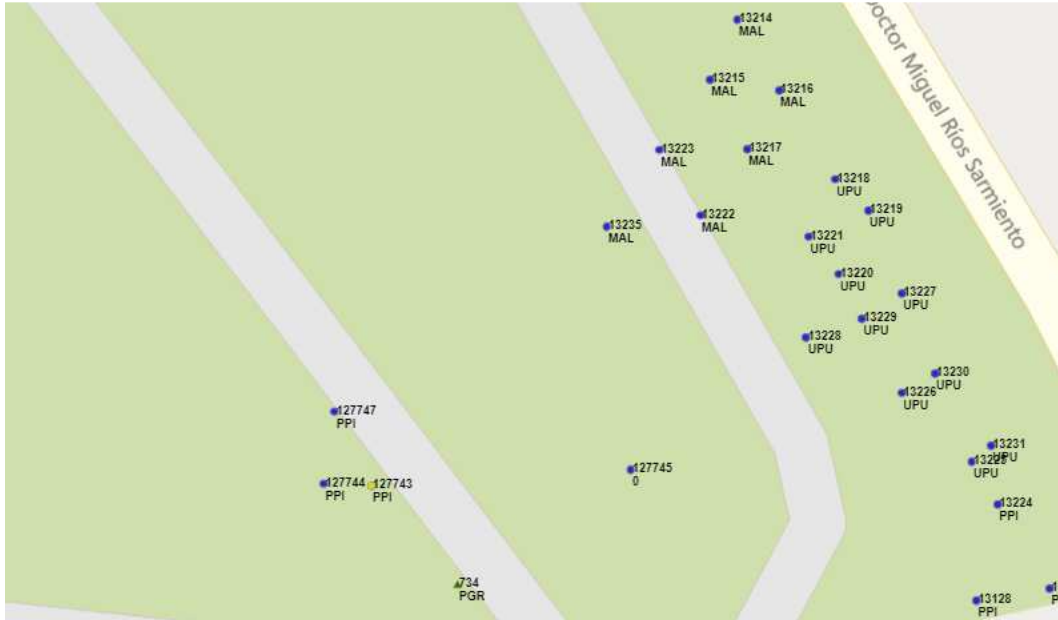 13214
MAL
Doctor Miguel Ríos Sarmiento
13215
MAL
13216
MAL
13223
MAL
13217
MAL
13218
UPU
13219
UPU
13222
MAL
13235
MAL
13221
UPU
13220
UPU
13227
UPU
13229
UPU
13228
UPU
13230
UPU
13226
UPU
127747
PPI
13231
UPU
13225
UPU
127745
0
127744
PPI
127743
PPI
13224
PPI
734
PGR
13128
PPI